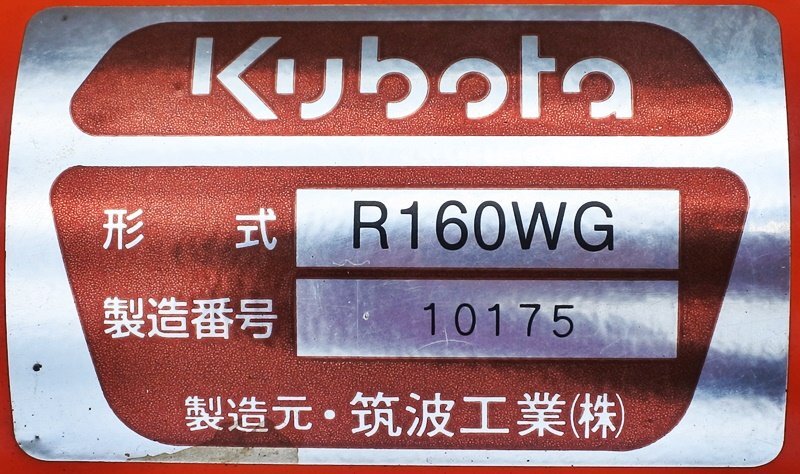 Kubota
形式 R160WG
製造番号 10175
製造元・筑波工業(株)